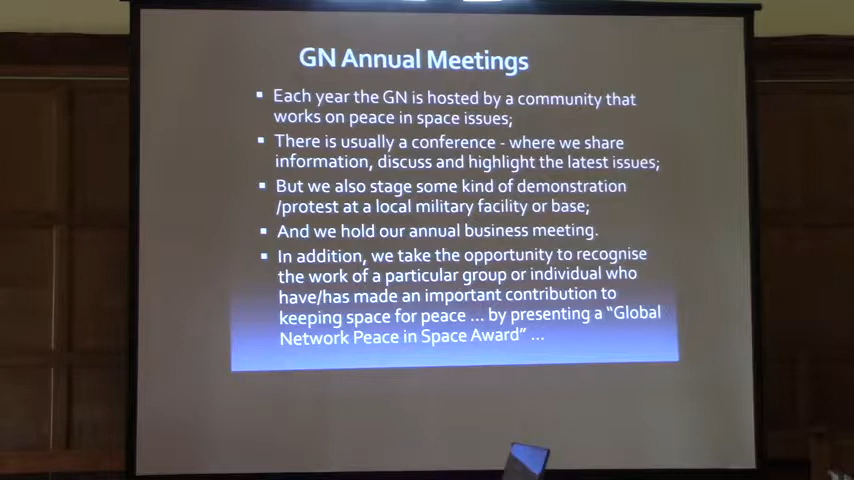 GN Annual Meetings
▪ Each year the GN is hosted by a community that
works on peace in space issues;
▪ There is usually a conference - where we share
information, discuss and highlight the latest issues;
▪ But we also stage some kind of demonstration
/protest at a local military facility or base;
▪ And we hold our annual business meeting.
▪ In addition, we take the opportunity to recognise
the work of a particular group or individual who
have/has made an important contribution to
keeping space for peace ... by presenting a “Global
Network Peace in Space Award” ...